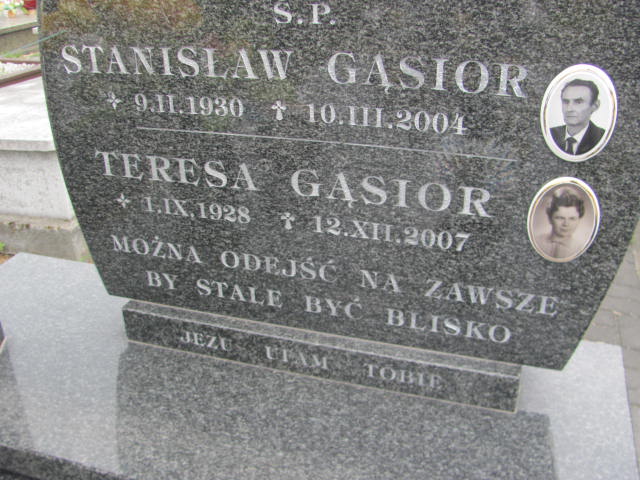 Ś.P.
STANISŁAW GĄSIOR
9.II.1930 10.III.2004
TERESA GĄSIOR
1.IX.1928 12.XII.2007
MOŻNA ODEJŚĆ NA ZAWSZE
BY STALE BYĆ BLISKO
JEZU UFAM TOBIE